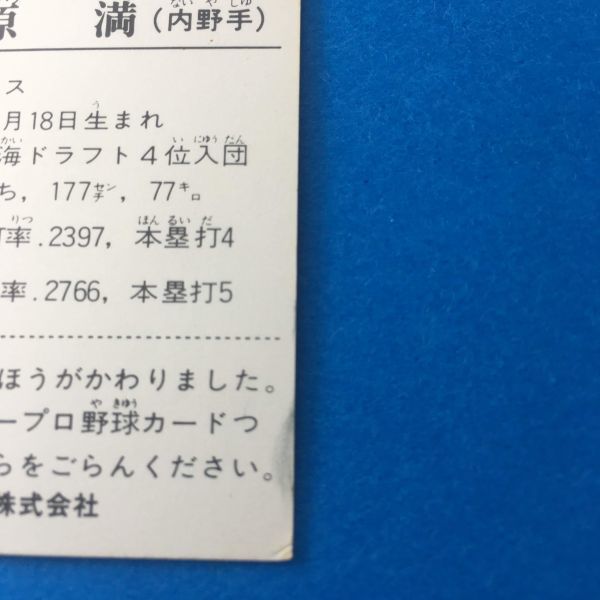 原 満(内野手)
ス
月18日生まれ
海ドラフト4位入団
ち, 177㌢, 77㌔
率.2397, 本塁打4
率.2766, 本塁打5
ほうがかわりました。
ープロ野球カードつ
らをごらんください。
株式会社